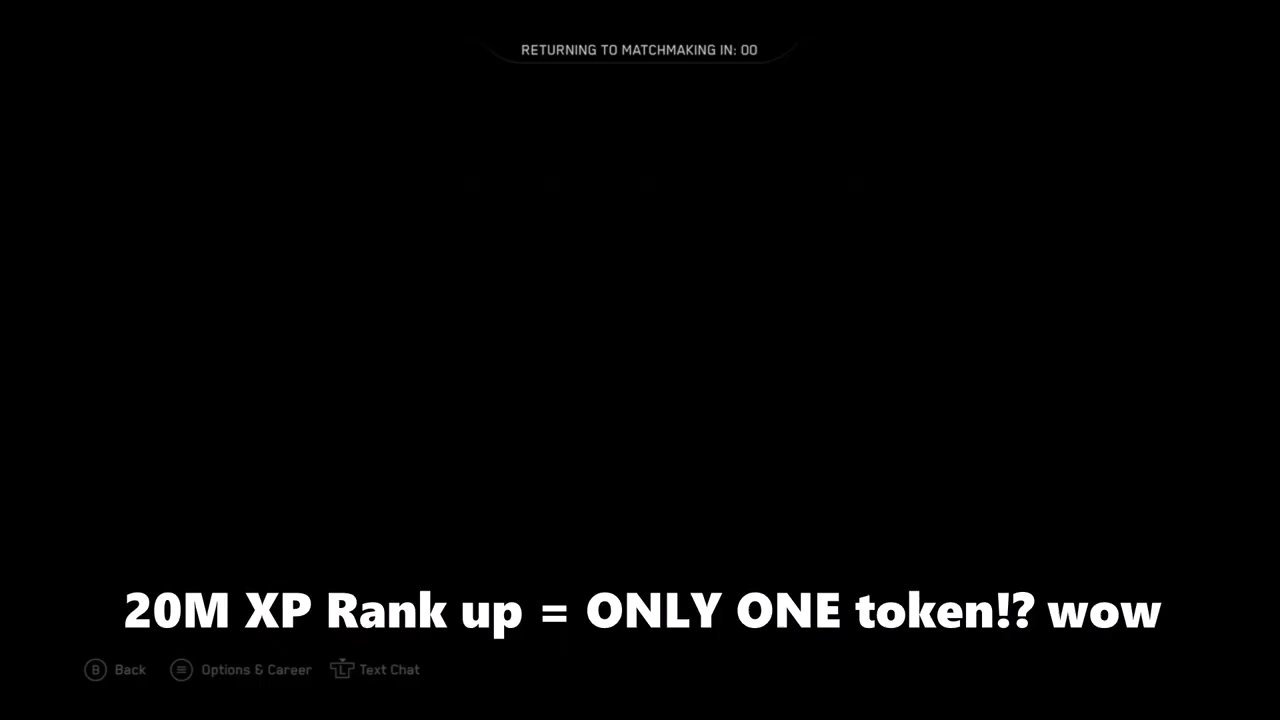 RETURNING TO MATCHMAKING IN: 00
20M XP Rank up = ONLY ONE token!? wow
B Back Options & Career L Text Chat